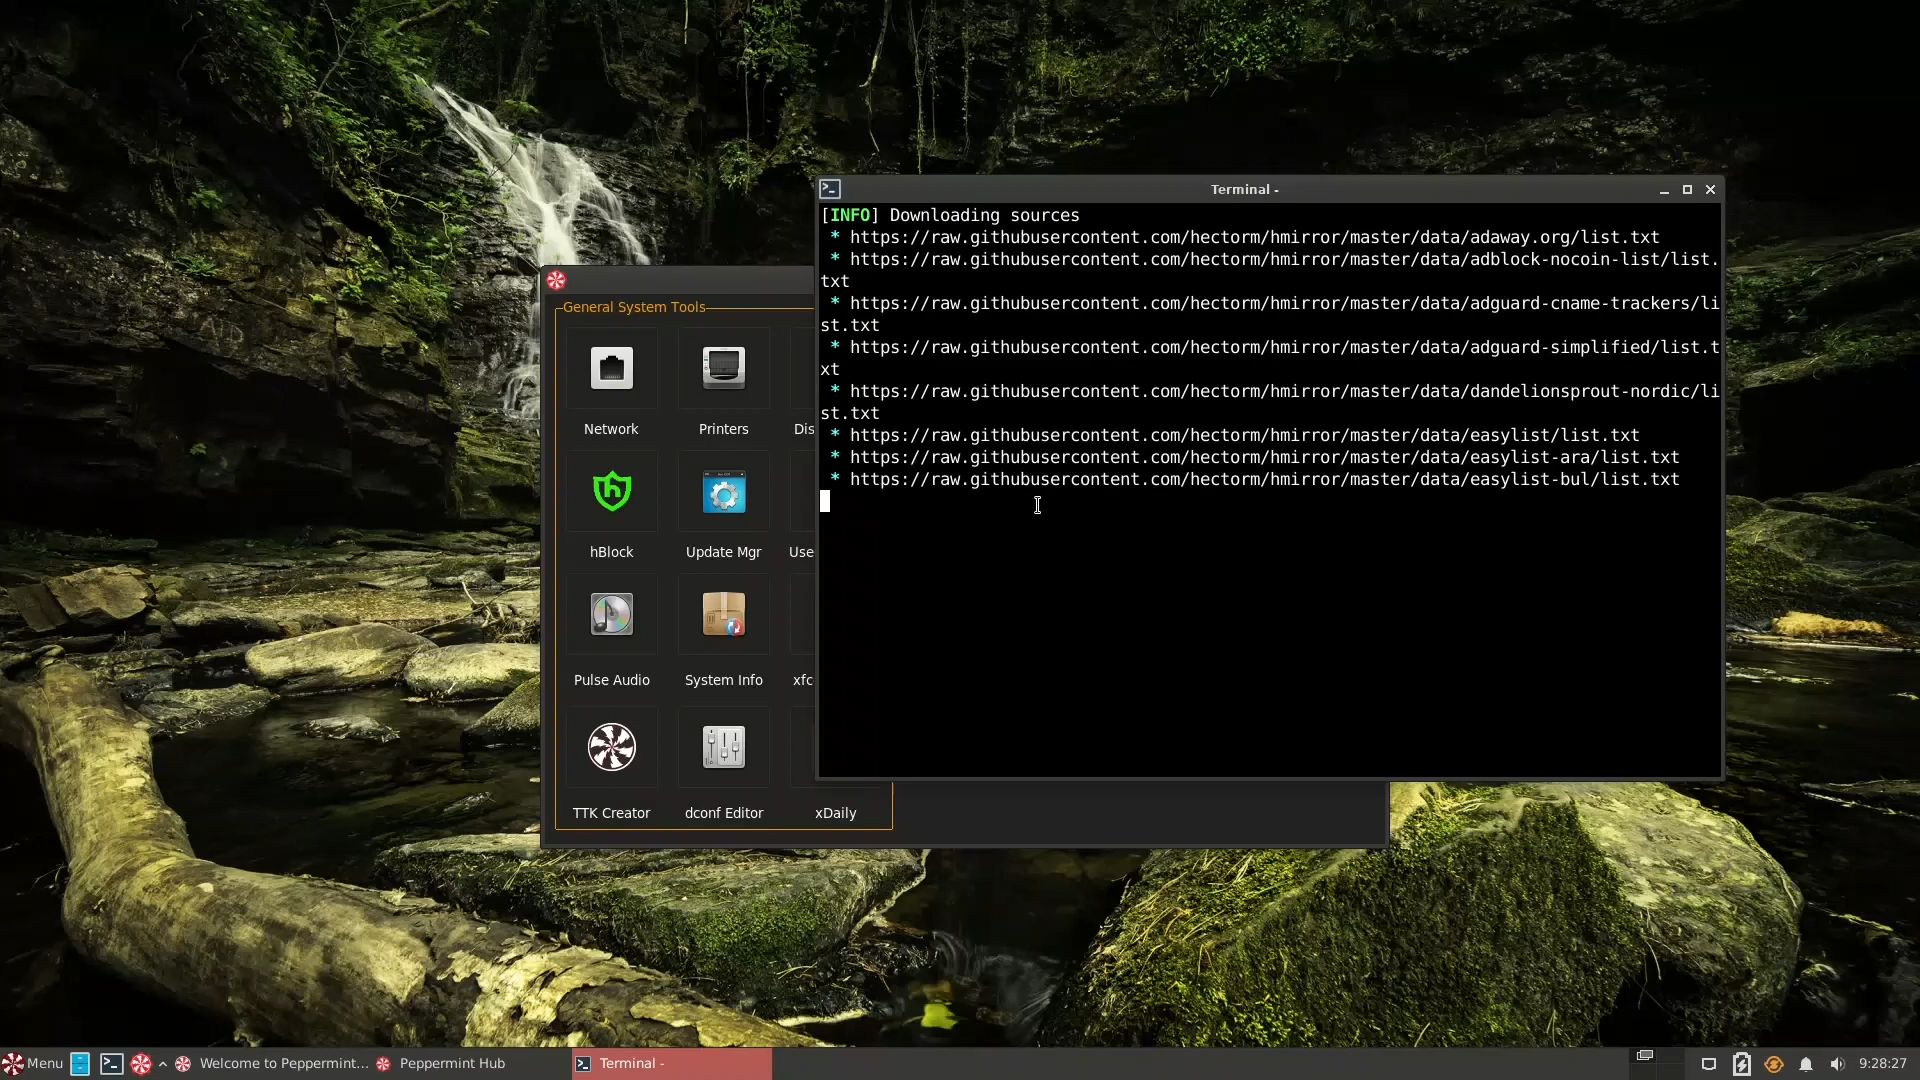 Terminal -
[INFO] Downloading sources
* https://raw.githubusercontent.com/hectorm/hmirror/master/data/adaway.org/list.txt
* https://raw.githubusercontent.com/hectorm/hmirror/master/data/adblock-nocoin-list/list.
txt
* https://raw.githubusercontent.com/hectorm/hmirror/master/data/adguard-cname-trackers/li
st.txt
* https://raw.githubusercontent.com/hectorm/hmirror/master/data/adguard-simplified/list.t
xt
* https://raw.githubusercontent.com/hectorm/hmirror/master/data/dandelionsprout-nordic/li
st.txt
* https://raw.githubusercontent.com/hectorm/hmirror/master/data/easylist/list.txt
* https://raw.githubusercontent.com/hectorm/hmirror/master/data/easylist-ara/list.txt
* https://raw.githubusercontent.com/hectorm/hmirror/master/data/easylist-bul/list.txt
General System Tools
Network Printers Dis
hBlock Update Mgr Use
Pulse Audio System Info xfc
TTK Creator dconf Editor xDaily
Menu Welcome to Peppermint... Peppermint Hub Terminal - 9:28:27